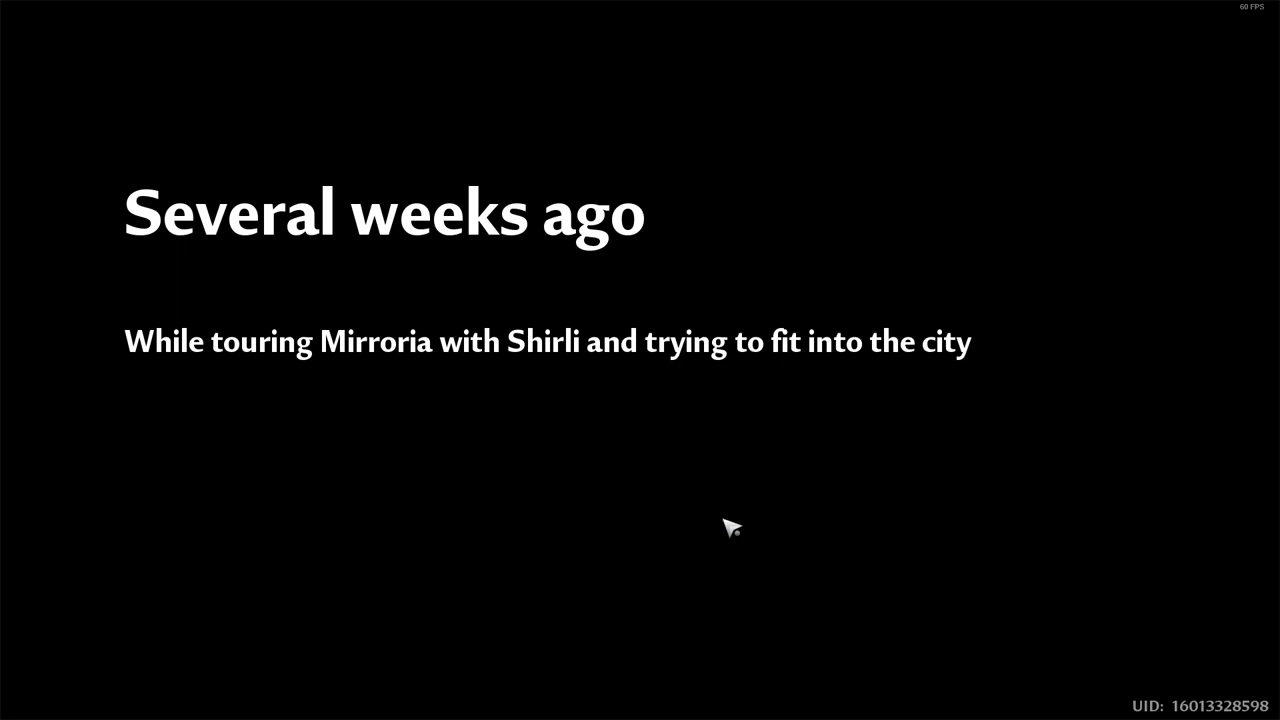 60 FPS
Several weeks ago
While touring Mirroria with Shirli and trying to fit into the city
UID: 16013328598